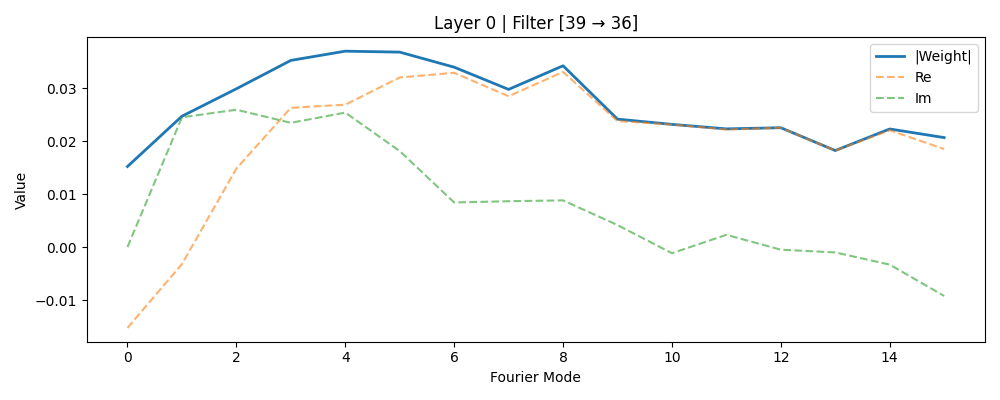 Layer 0 | Filter [39 → 36]
|Weight|
Re
Im
Value
0.03
0.02
0.01
0.00
−0.01
0 2 4 6 8 10 12 14
Fourier Mode